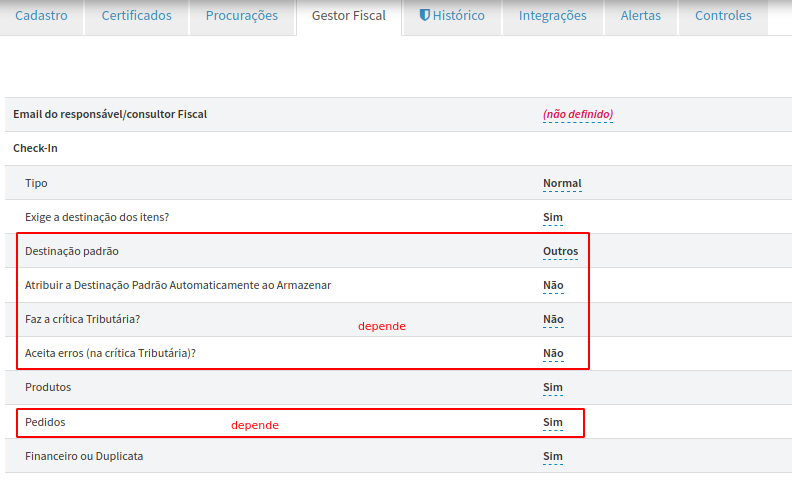 Cadastro Certificados Procurações Gestor Fiscal Histórico Integrações Alertas Controles
Email do responsável/consultor Fiscal (não definido)
Check-In
Tipo Normal
Exige a destinação dos itens? Sim
Destinação padrão Outros
Atribuir a Destinação Padrão Automaticamente ao Armazenar Não
Faz a crítica Tributária? Não
depende
Aceita erros (na crítica Tributária)? Não
Produtos Sim
Pedidos depende Sim
Financeiro ou Duplicata Sim